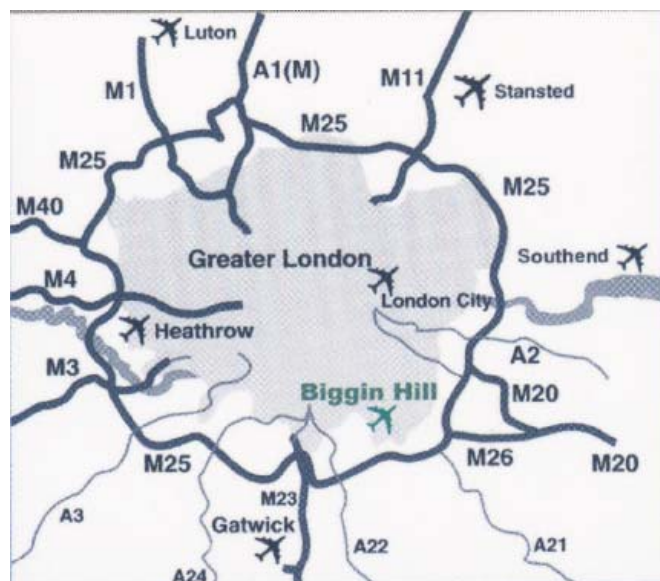 Luton
A1(M)
M11
M1
Stansted
M25
M25
M25
M40
Southend
Greater London
M4
London City
Heathrow
A2
M3
Biggin Hill
M20
M25
M26
M20
M23
A3
Gatwick
A22
A21
A24